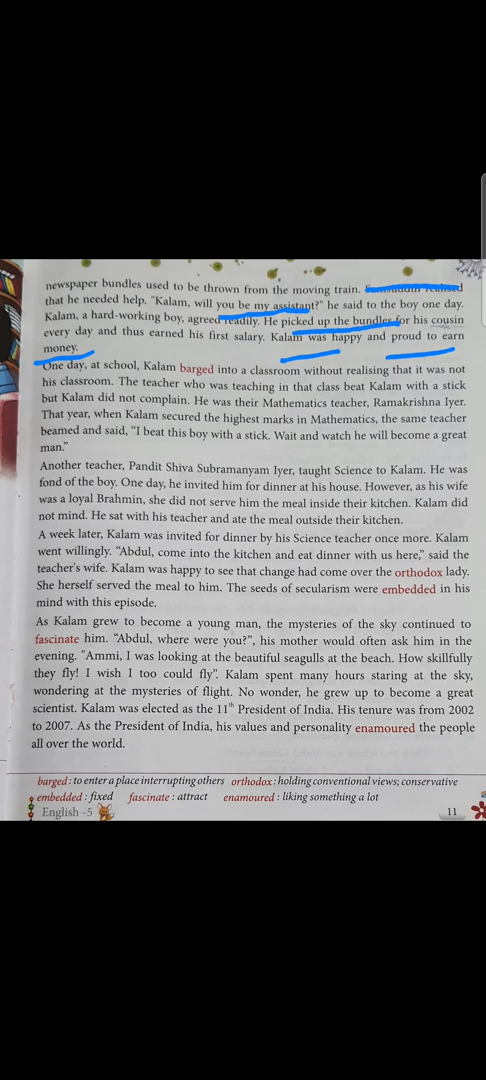 newspaper bundles used to be thrown from the moving train.
that he needed help. "Kalam, will you be my assistant?" he said to the boy one day.
Kalam, a hard-working boy, agreed readily. He picked up the bundles for his cousin
every day and thus earned his first salary. Kalam was happy and proud to earn
money.
One day, at school, Kalam barged into a classroom without realising that it was not
his classroom. The teacher who was teaching in that class beat Kalam with a stick
but Kalam did not complain. He was their Mathematics teacher, Ramakrishna Iyer.
That year, when Kalam secured the highest marks in Mathematics, the same teacher
beamed and said, “I beat this boy with a stick. Wait and watch he will become a great
man.”
Another teacher, Pandit Shiva Subramanyam Iyer, taught Science to Kalam. He was
fond of the boy. One day, he invited him for dinner at his house. However, as his wife
was a loyal Brahmin, she did not serve him the meal inside their kitchen. Kalam did
not mind. He sat with his teacher and ate the meal outside their kitchen.
A week later, Kalam was invited for dinner by his Science teacher once more. Kalam
went willingly. “Abdul, come into the kitchen and eat dinner with us here,” said the
teacher's wife. Kalam was happy to see that change had come over the orthodox lady.
She herself served the meal to him. The seeds of secularism were embedded in his
mind with this episode.
As Kalam grew to become a young man, the mysteries of the sky continued to
fascinate him. “Abdul, where were you?”, his mother would often ask him in the
evening. "Ammi, I was looking at the beautiful seagulls at the beach. How skillfully
they fly! I wish I too could fly”. Kalam spent many hours staring at the sky,
wondering at the mysteries of flight. No wonder, he grew up to become a great
scientist. Kalam was elected as the 11th President of India. His tenure was from 2002
to 2007. As the President of India, his values and personality enamoured the people
all over the world.
barged : to enter a place interrupting others orthodox : holding conventional views; conservative
embedded : fixed fascinate : attract enamoured : liking something a lot
English -5 11